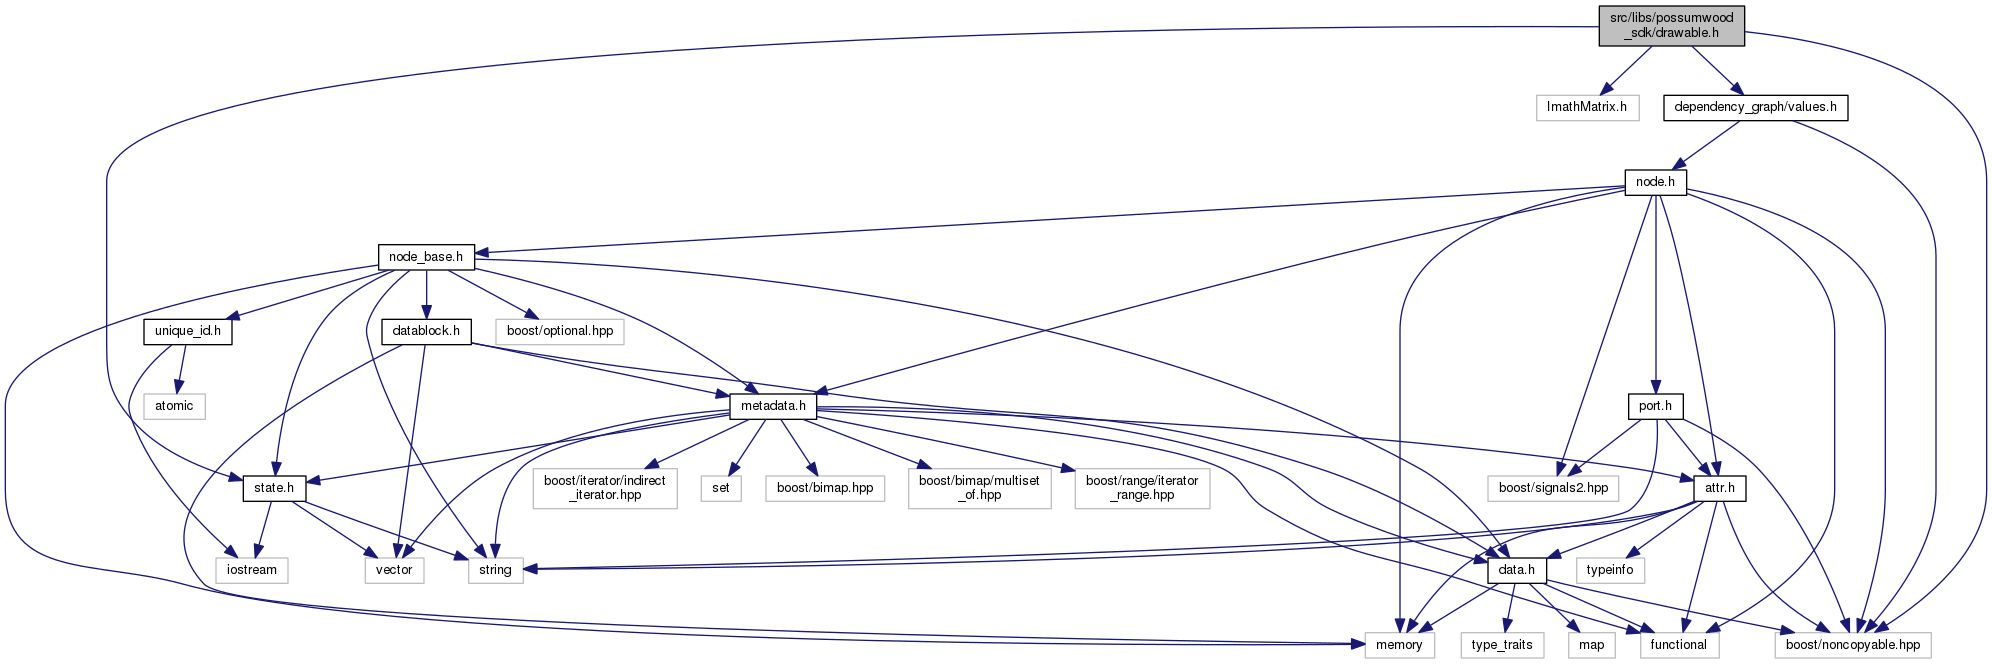 src/libs/possumwood
_sdk/drawable.h
ImathMatrix.h
dependency_graph/values.h
node.h
node_base.h
unique_id.h
datablock.h
boost/optional.hpp
atomic
metadata.h
port.h
boost/iterator/indirect
_iterator.hpp
set
boost/bimap.hpp
boost/bimap/multiset
_of.hpp
boost/range/iterator
_range.hpp
boost/signals2.hpp
attr.h
state.h
iostream
vector
string
data.h
typeinfo
memory
type_traits
map
functional
boost/noncopyable.hpp